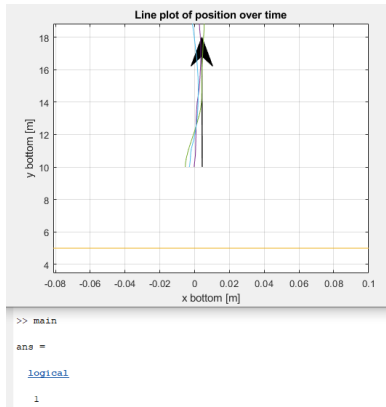 Line plot of position over time
18
16
14
12
10
8
6
4
y bottom [m]
-0.08 -0.06 -0.04 -0.02 0 0.02 0.04 0.06 0.08 0.1
x bottom [m]
>> main
ans =
logical
1